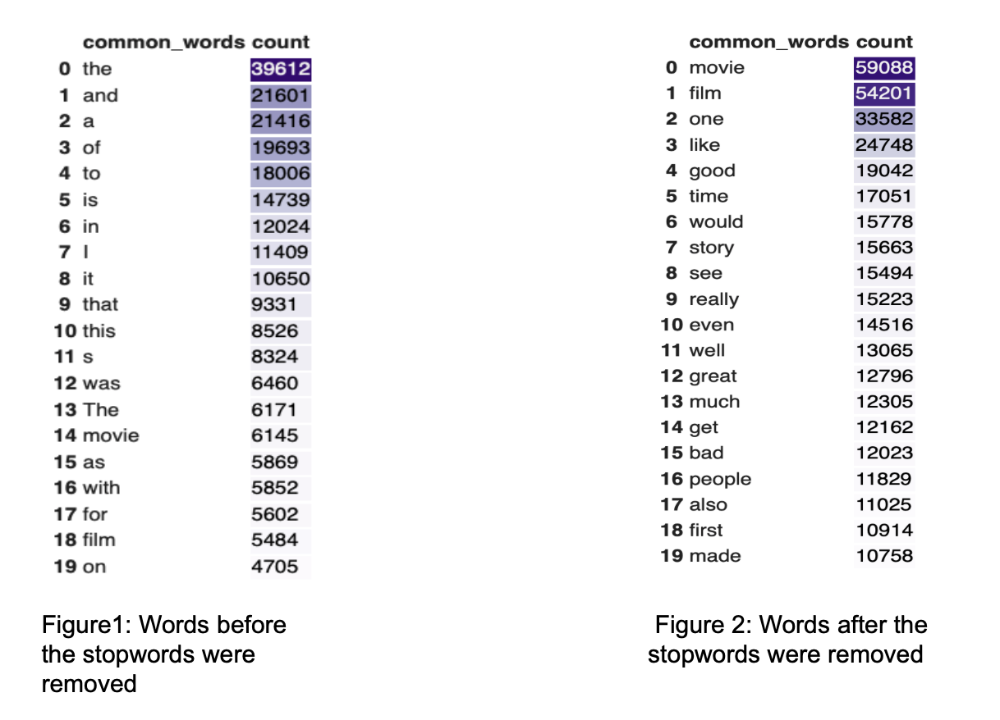 common_words count
0 the 39612
1 and 21601
2 a 21416
3 of 19693
4 to 18006
5 is 14739
6 in 12024
7 I 11409
8 it 10650
9 that 9331
10 this 8526
11 s 8324
12 was 6460
13 The 6171
14 movie 6145
15 as 5869
16 with 5852
17 for 5602
18 film 5484
19 on 4705
Figure1: Words before
the stopwords were
removed
common_words count
0 movie 59088
1 film 54201
2 one 33582
3 like 24748
4 good 19042
5 time 17051
6 would 15778
7 story 15663
8 see 15494
9 really 15223
10 even 14516
11 well 13065
12 great 12796
13 much 12305
14 get 12162
15 bad 12023
16 people 11829
17 also 11025
18 first 10914
19 made 10758
Figure 2: Words after the
stopwords were removed